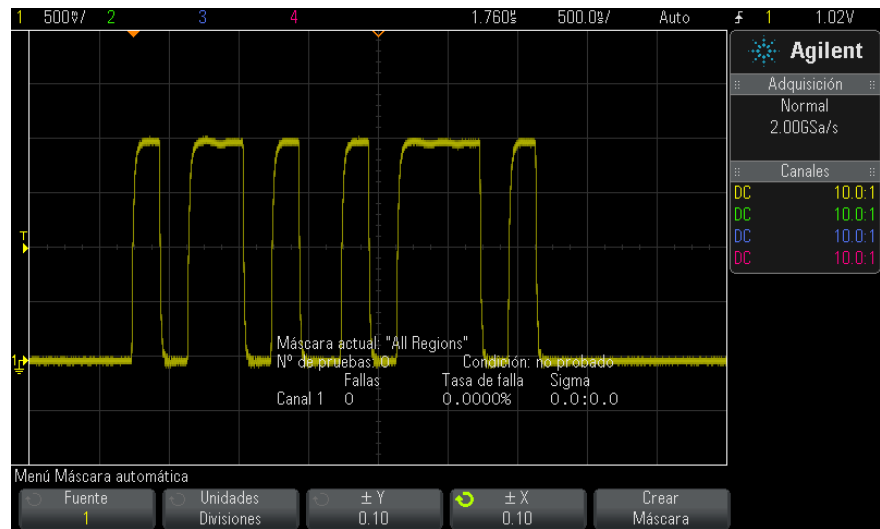 1 500㎷/ 2 3 4 1.760㎲ 500.0㎱/ Auto 1 1.02V
Agilent
Adquisición
Normal
2.00GSa/s
Canales
DC 10.0:1
DC 10.0:1
DC 10.0:1
DC 10.0:1
T
1
Máscara actual: "All Regions"
Nº de pruebas: 0 Condición: no probado
Fallas Tasa de falla Sigma
Canal 1 0 0.0000% 0.0:0.0
Menú Máscara automática
Fuente Unidades ± Y ± X Crear
1 Divisiones 0.10 0.10 Máscara